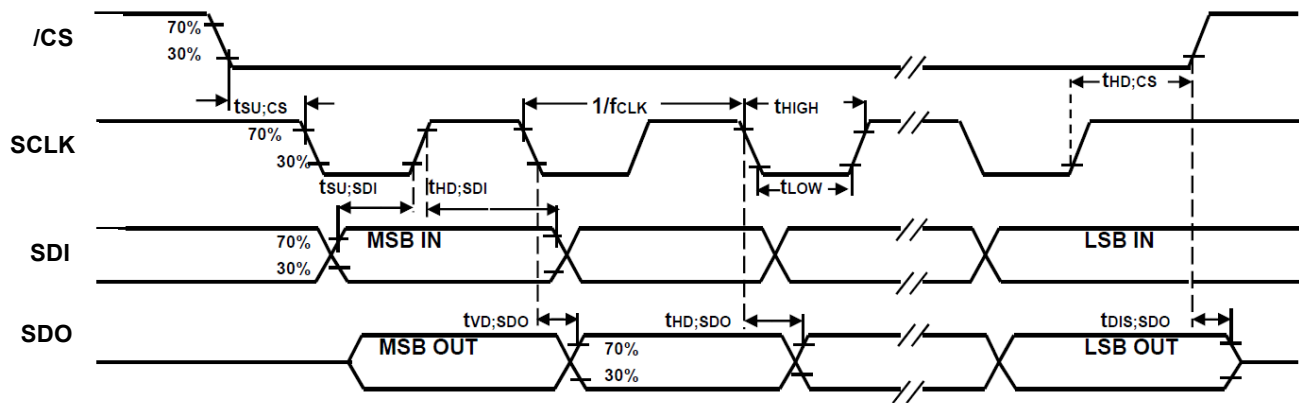 /CS
70%
30%
tSU;CS
1/fCLK
tHIGH
tHD;CS
SCLK
70%
30%
tSU;SDI
tHD;SDI
tLOW
SDI
70%
30%
MSB IN
LSB IN
SDO
tVD;SDO
tHD;SDO
tDIS;SDO
MSB OUT
70%
30%
LSB OUT